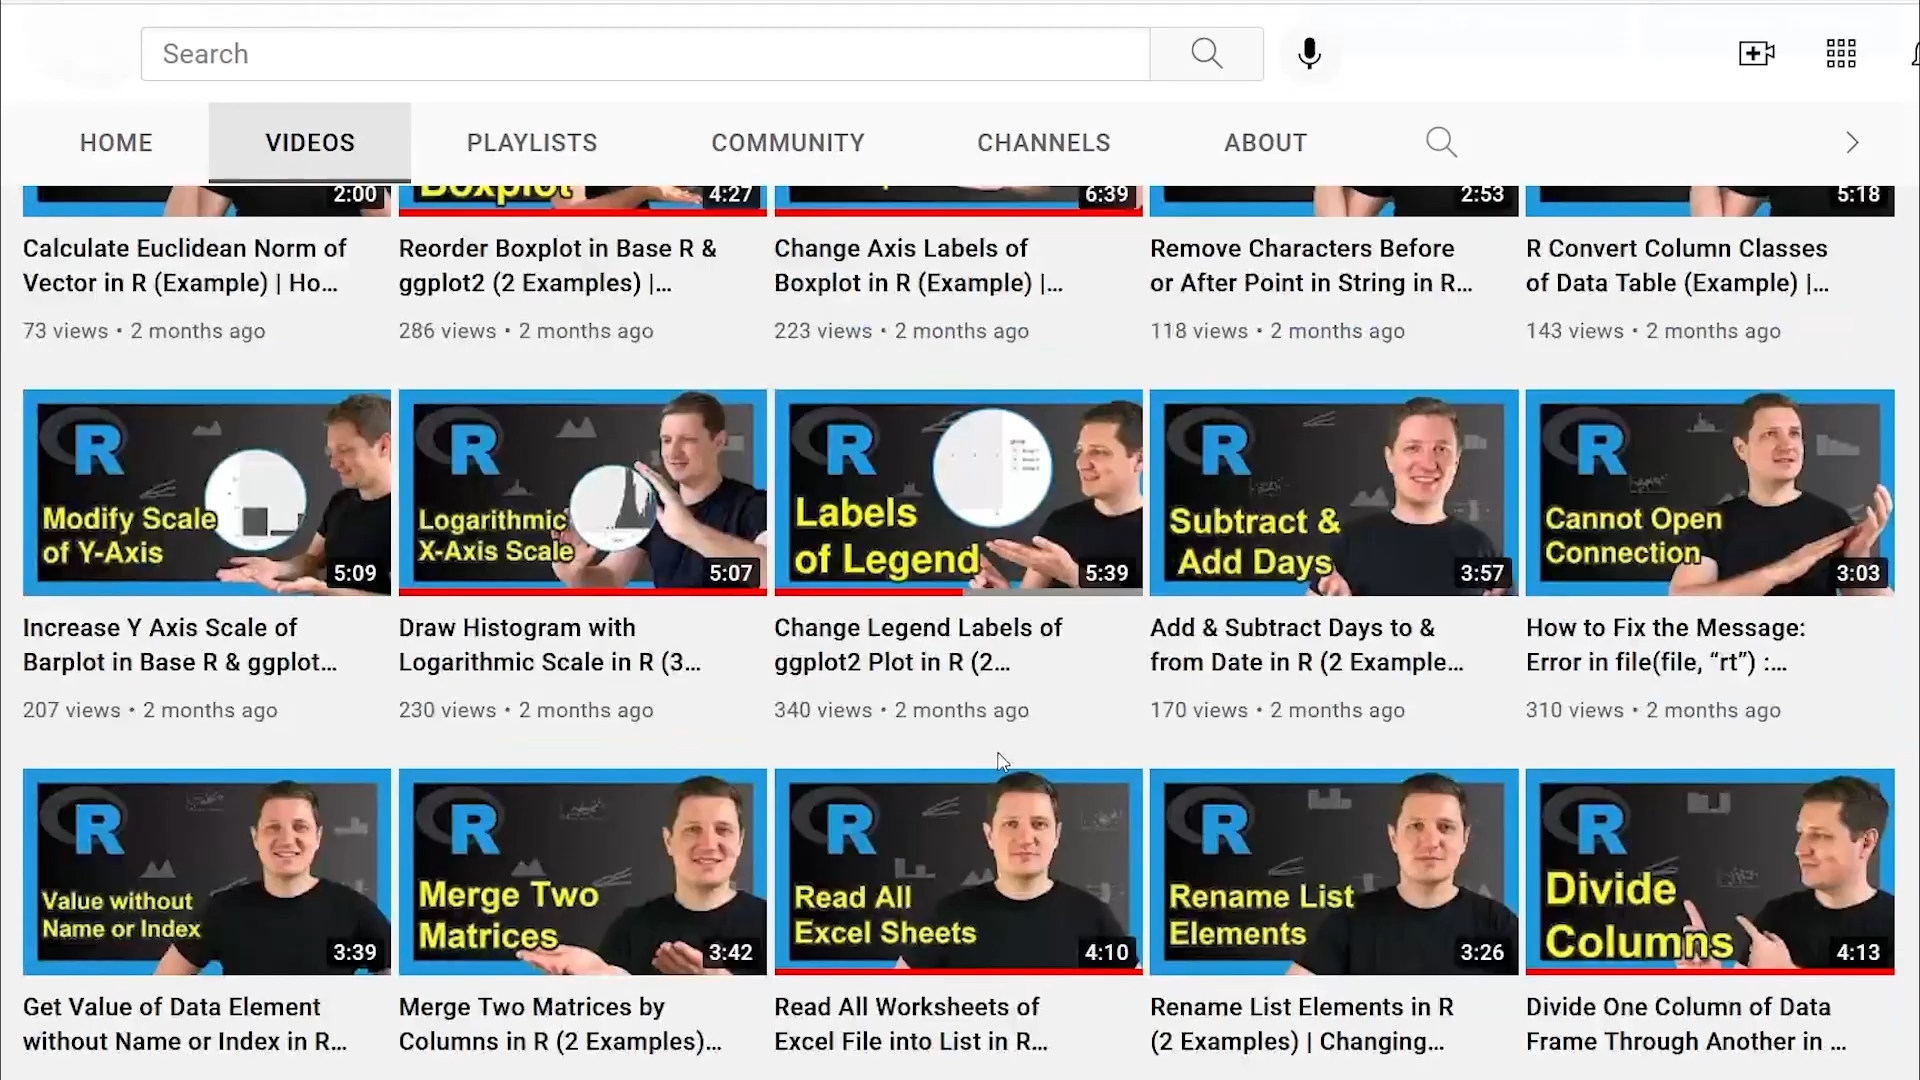 Search
HOME VIDEOS PLAYLISTS COMMUNITY CHANNELS ABOUT
2:00 Boxplot 4:27 6:39 2:53 5:18
Calculate Euclidean Norm of
Vector in R (Example) | Ho...
73 views • 2 months ago
Reorder Boxplot in Base R &
ggplot2 (2 Examples) |...
286 views • 2 months ago
Change Axis Labels of
Boxplot in R (Example) |...
223 views • 2 months ago
Remove Characters Before
or After Point in String in R...
118 views • 2 months ago
R Convert Column Classes
of Data Table (Example) |...
143 views • 2 months ago
R
Modify Scale
of Y-Axis
5:09
Increase Y Axis Scale of
Barplot in Base R & ggplot...
207 views • 2 months ago
R
Logarithmic
X-Axis Scale
5:07
Draw Histogram with
Logarithmic Scale in R (3...
230 views • 2 months ago
R
Labels
of Legend
5:39
Change Legend Labels of
ggplot2 Plot in R (2...
340 views • 2 months ago
R
Subtract &
Add Days
3:57
Add & Subtract Days to &
from Date in R (2 Example...
170 views • 2 months ago
R
Cannot Open
Connection
3:03
How to Fix the Message:
Error in file(file, “rt”) :...
310 views • 2 months ago
R
Value without
Name or Index
3:39
Get Value of Data Element
without Name or Index in R...
R
Merge Two
Matrices
3:42
Merge Two Matrices by
Columns in R (2 Examples)...
R
Read All
Excel Sheets
4:10
Read All Worksheets of
Excel File into List in R...
R
Rename List
Elements
3:26
Rename List Elements in R
(2 Examples) | Changing...
R
Divide
Columns
4:13
Divide One Column of Data
Frame Through Another in ...